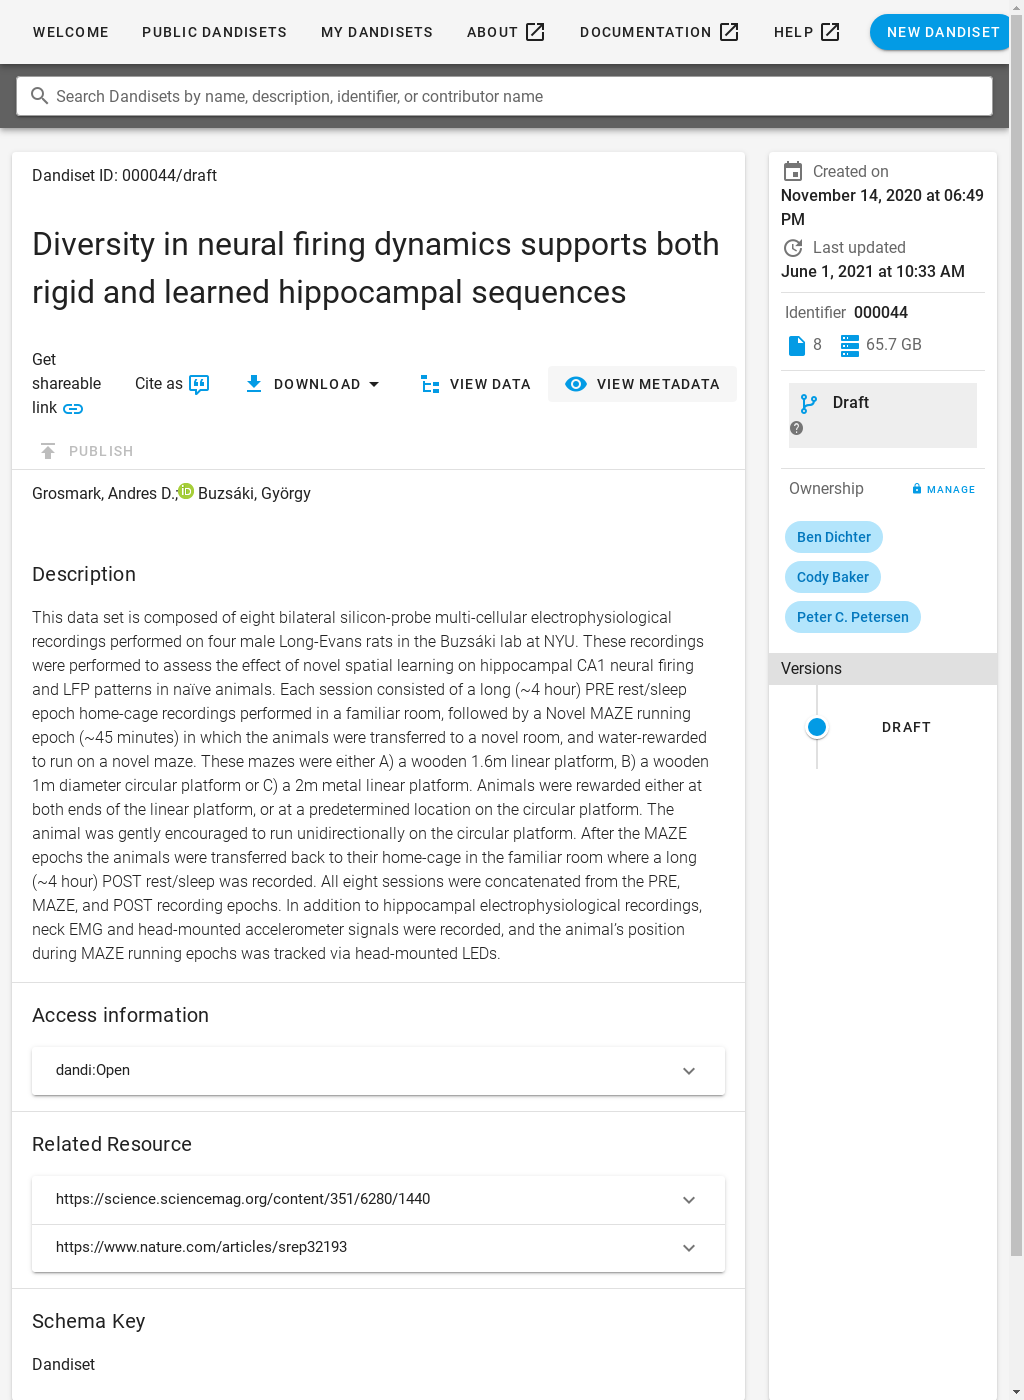 WELCOME PUBLIC DANDISETS MY DANDISETS ABOUT DOCUMENTATION HELP NEW DANDISET
Search Dandisets by name, description, identifier, or contributor name
Dandiset ID: 000044/draft
Diversity in neural firing dynamics supports both
rigid and learned hippocampal sequences
Get
shareable
link
Cite as
DOWNLOAD
VIEW DATA
VIEW METADATA
PUBLISH
Grosmark, Andres D.; iD Buzsáki, György
Description
This data set is composed of eight bilateral silicon-probe multi-cellular electrophysiological
recordings performed on four male Long-Evans rats in the Buzsáki lab at NYU. These recordings
were performed to assess the effect of novel spatial learning on hippocampal CA1 neural firing
and LFP patterns in naïve animals. Each session consisted of a long (~4 hour) PRE rest/sleep
epoch home-cage recordings performed in a familiar room, followed by a Novel MAZE running
epoch (~45 minutes) in which the animals were transferred to a novel room, and water-rewarded
to run on a novel maze. These mazes were either A) a wooden 1.6m linear platform, B) a wooden
1m diameter circular platform or C) a 2m metal linear platform. Animals were rewarded either at
both ends of the linear platform, or at a predetermined location on the circular platform. The
animal was gently encouraged to run unidirectionally on the circular platform. After the MAZE
epochs the animals were transferred back to their home-cage in the familiar room where a long
(~4 hour) POST rest/sleep was recorded. All eight sessions were concatenated from the PRE,
MAZE, and POST recording epochs. In addition to hippocampal electrophysiological recordings,
neck EMG and head-mounted accelerometer signals were recorded, and the animal's position
during MAZE running epochs was tracked via head-mounted LEDs.
Access information
dandi:Open
Related Resource
https://science.sciencemag.org/content/351/6280/1440
https://www.nature.com/articles/srep32193
Schema Key
Dandiset
Created on
November 14, 2020 at 06:49
PM
Last updated
June 1, 2021 at 10:33 AM
Identifier 000044
8 65.7 GB
Draft
?
Ownership MANAGE
Ben Dichter
Cody Baker
Peter C. Petersen
Versions
DRAFT